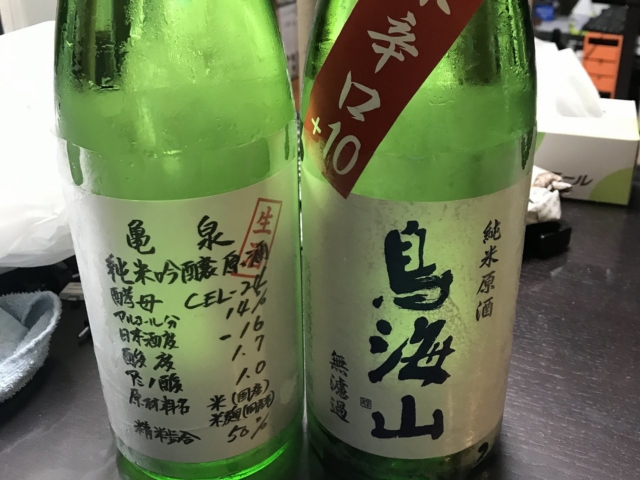 亀泉
生酒
純米吟醸原酒
酵母 CEL-24
アルコール分 14%
日本酒度 -16
酸度 1.7
アミノ酸 1.0
原材料名 米(国産)
米麹(国産米)
精米歩合 50%
辛口
+10
純米原酒
鳥海山
無濾過
ール